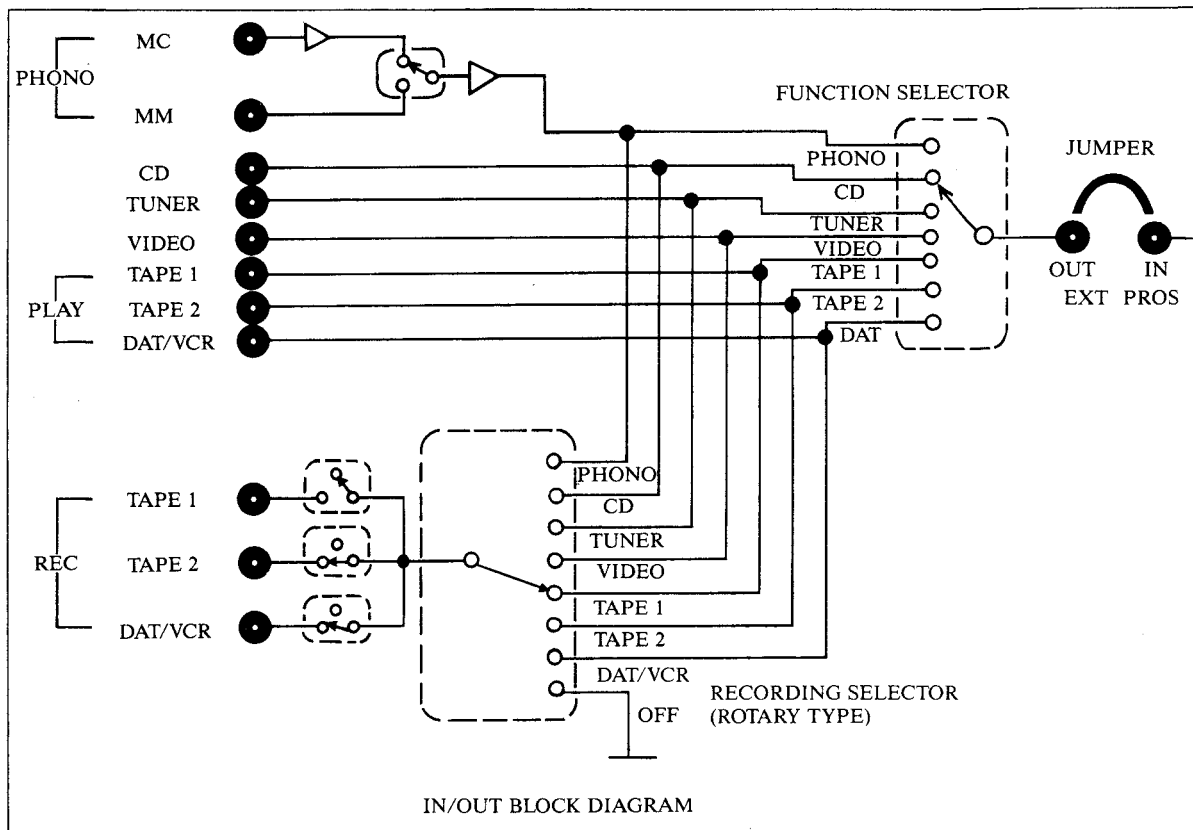 MC
PHONO
MM
CD
TUNER
VIDEO
TAPE 1
PLAY
TAPE 2
DAT/VCR
FUNCTION SELECTOR
PHONO
CD
TUNER
VIDEO
TAPE 1
TAPE 2
DAT
JUMPER
OUT IN
EXT PROS
TAPE 1
REC
TAPE 2
DAT/VCR
PHONO
CD
TUNER
VIDEO
TAPE 1
TAPE 2
DAT/VCR
OFF
RECORDING SELECTOR
(ROTARY TYPE)
IN/OUT BLOCK DIAGRAM